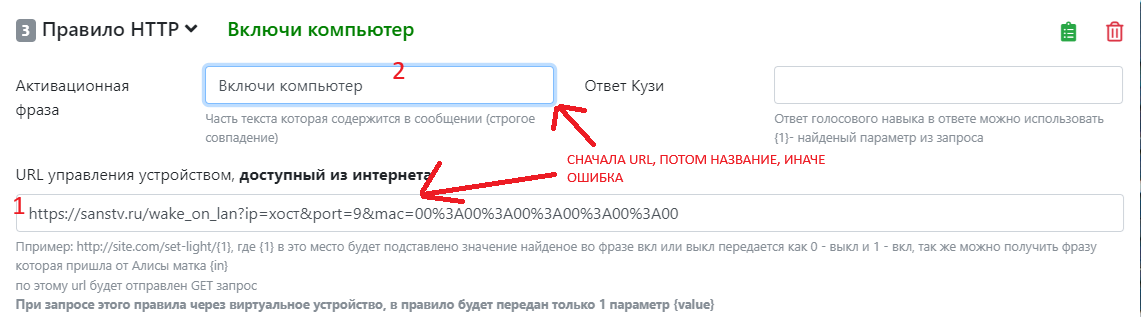 3 Правило HTTP Включи компьютер
Активационная фраза
2
Включи компьютер
Часть текста которая содержится в сообщении (строгое
совпадение)
Ответ Кузи
Ответ голосового навыка в ответе можно использовать
{1}- найденый параметр из запроса
СНАЧАЛА URL, ПОТОМ НАЗВАНИЕ, ИНАЧЕ
ОШИБКА
URL управления устройством, доступный из интернета
1
https://sanstv.ru/wake_on_lan?ip=хост&port=9&mac=00%3A00%3A00%3A00%3A00%3A00
Ппример: http://site.com/set-light/{1}, где {1} в это место будет подставлено значение найденое во фразе вкл или выкл передается как 0 - выкл и 1 - вкл, так же можно получить фразу
которая пришла от Алисы матка {in}
по этому url будет отправлен GET запрос
При запросе этого правила через виртуальное устройство, в правило будет передан только 1 параметр {value}